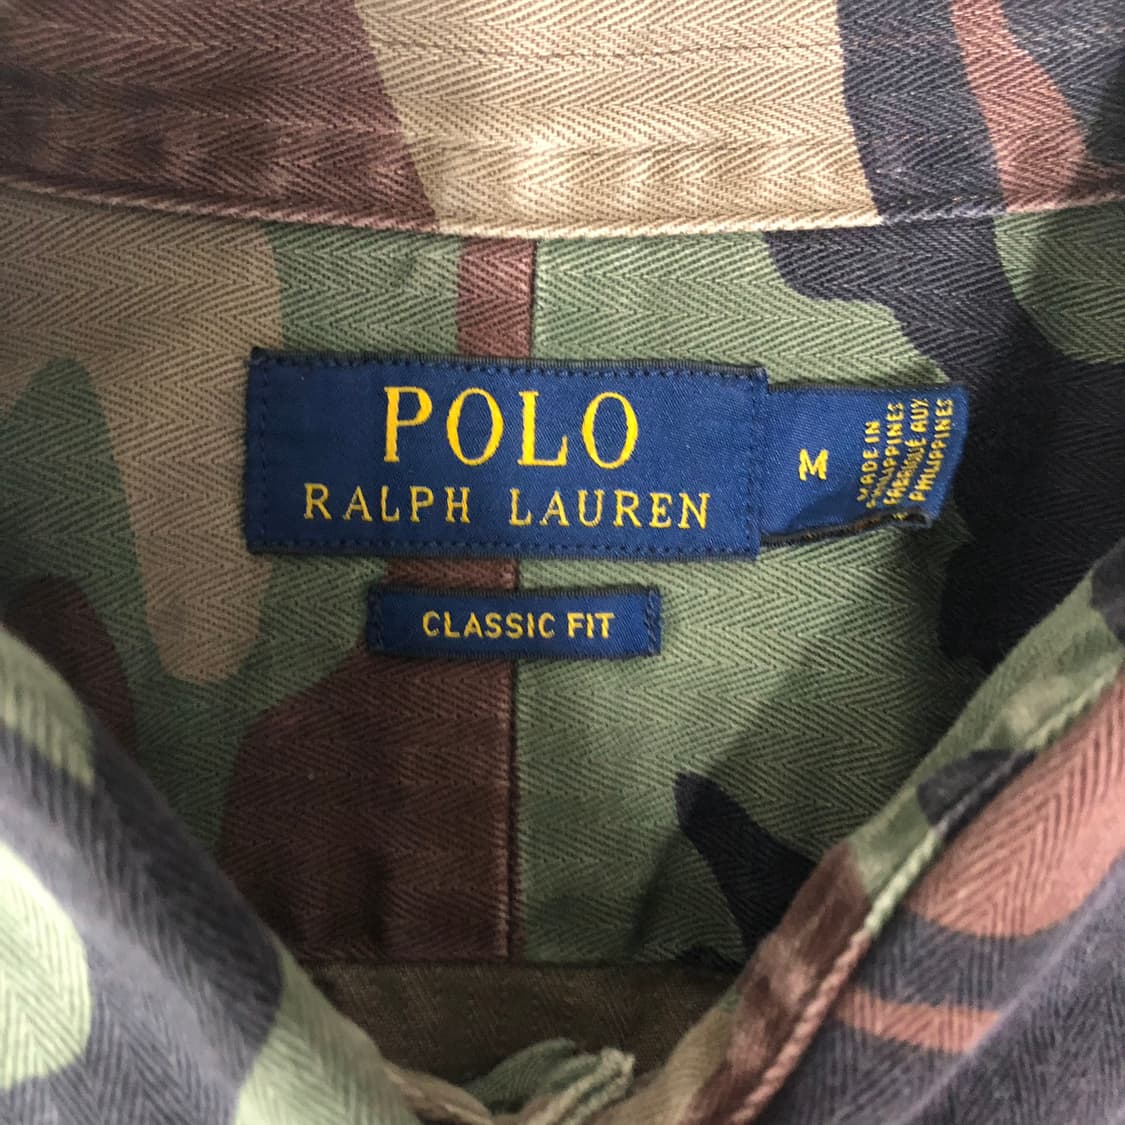 POLO
RALPH LAUREN
M
MADE IN
PHILIPPINES
FABRIQUÉ AUX
PHILIPPINES
CLASSIC FIT